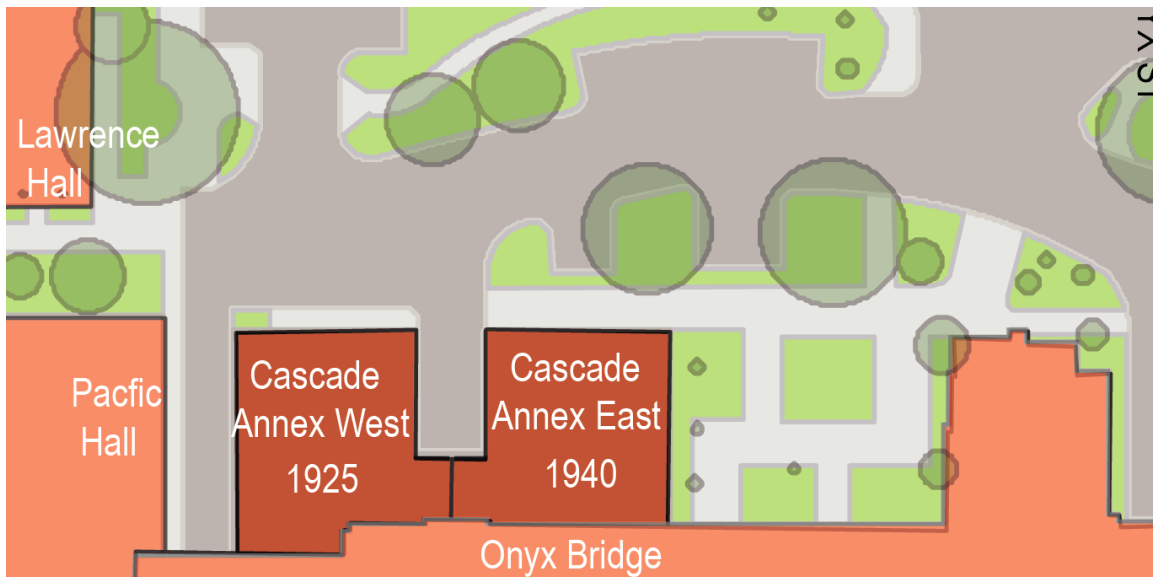 Lawrence
Hall
Pacfic
Hall
Cascade
Annex West
1925
Cascade
Annex East
1940
Onyx Bridge